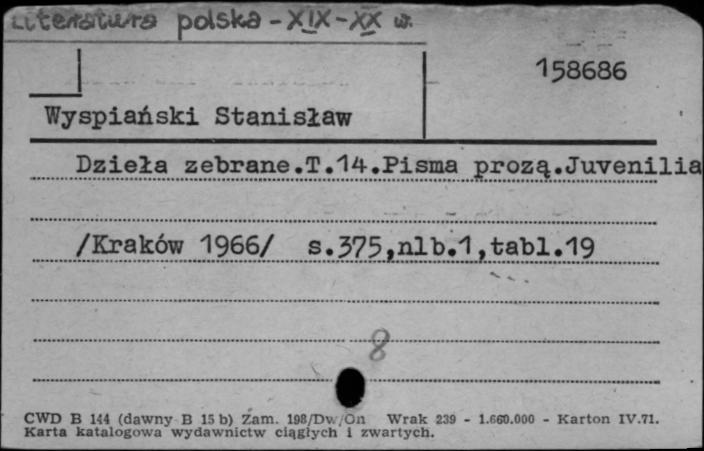 Literatura polska - XIX - XX w.
158686
Wyspiański Stanisław
Dzieła zebrane.T.14.Pisma prozą.Juvenilia
/Kraków 1966/ s.375,nlb.1,tabl.19
8
CWD B 144 (dawny B 15 b) Zam. 198/Dw/On Wrak 239 - 1.660.000 - Karton IV.71.
Karta katalogowa wydawnictw ciągłych i zwartych.